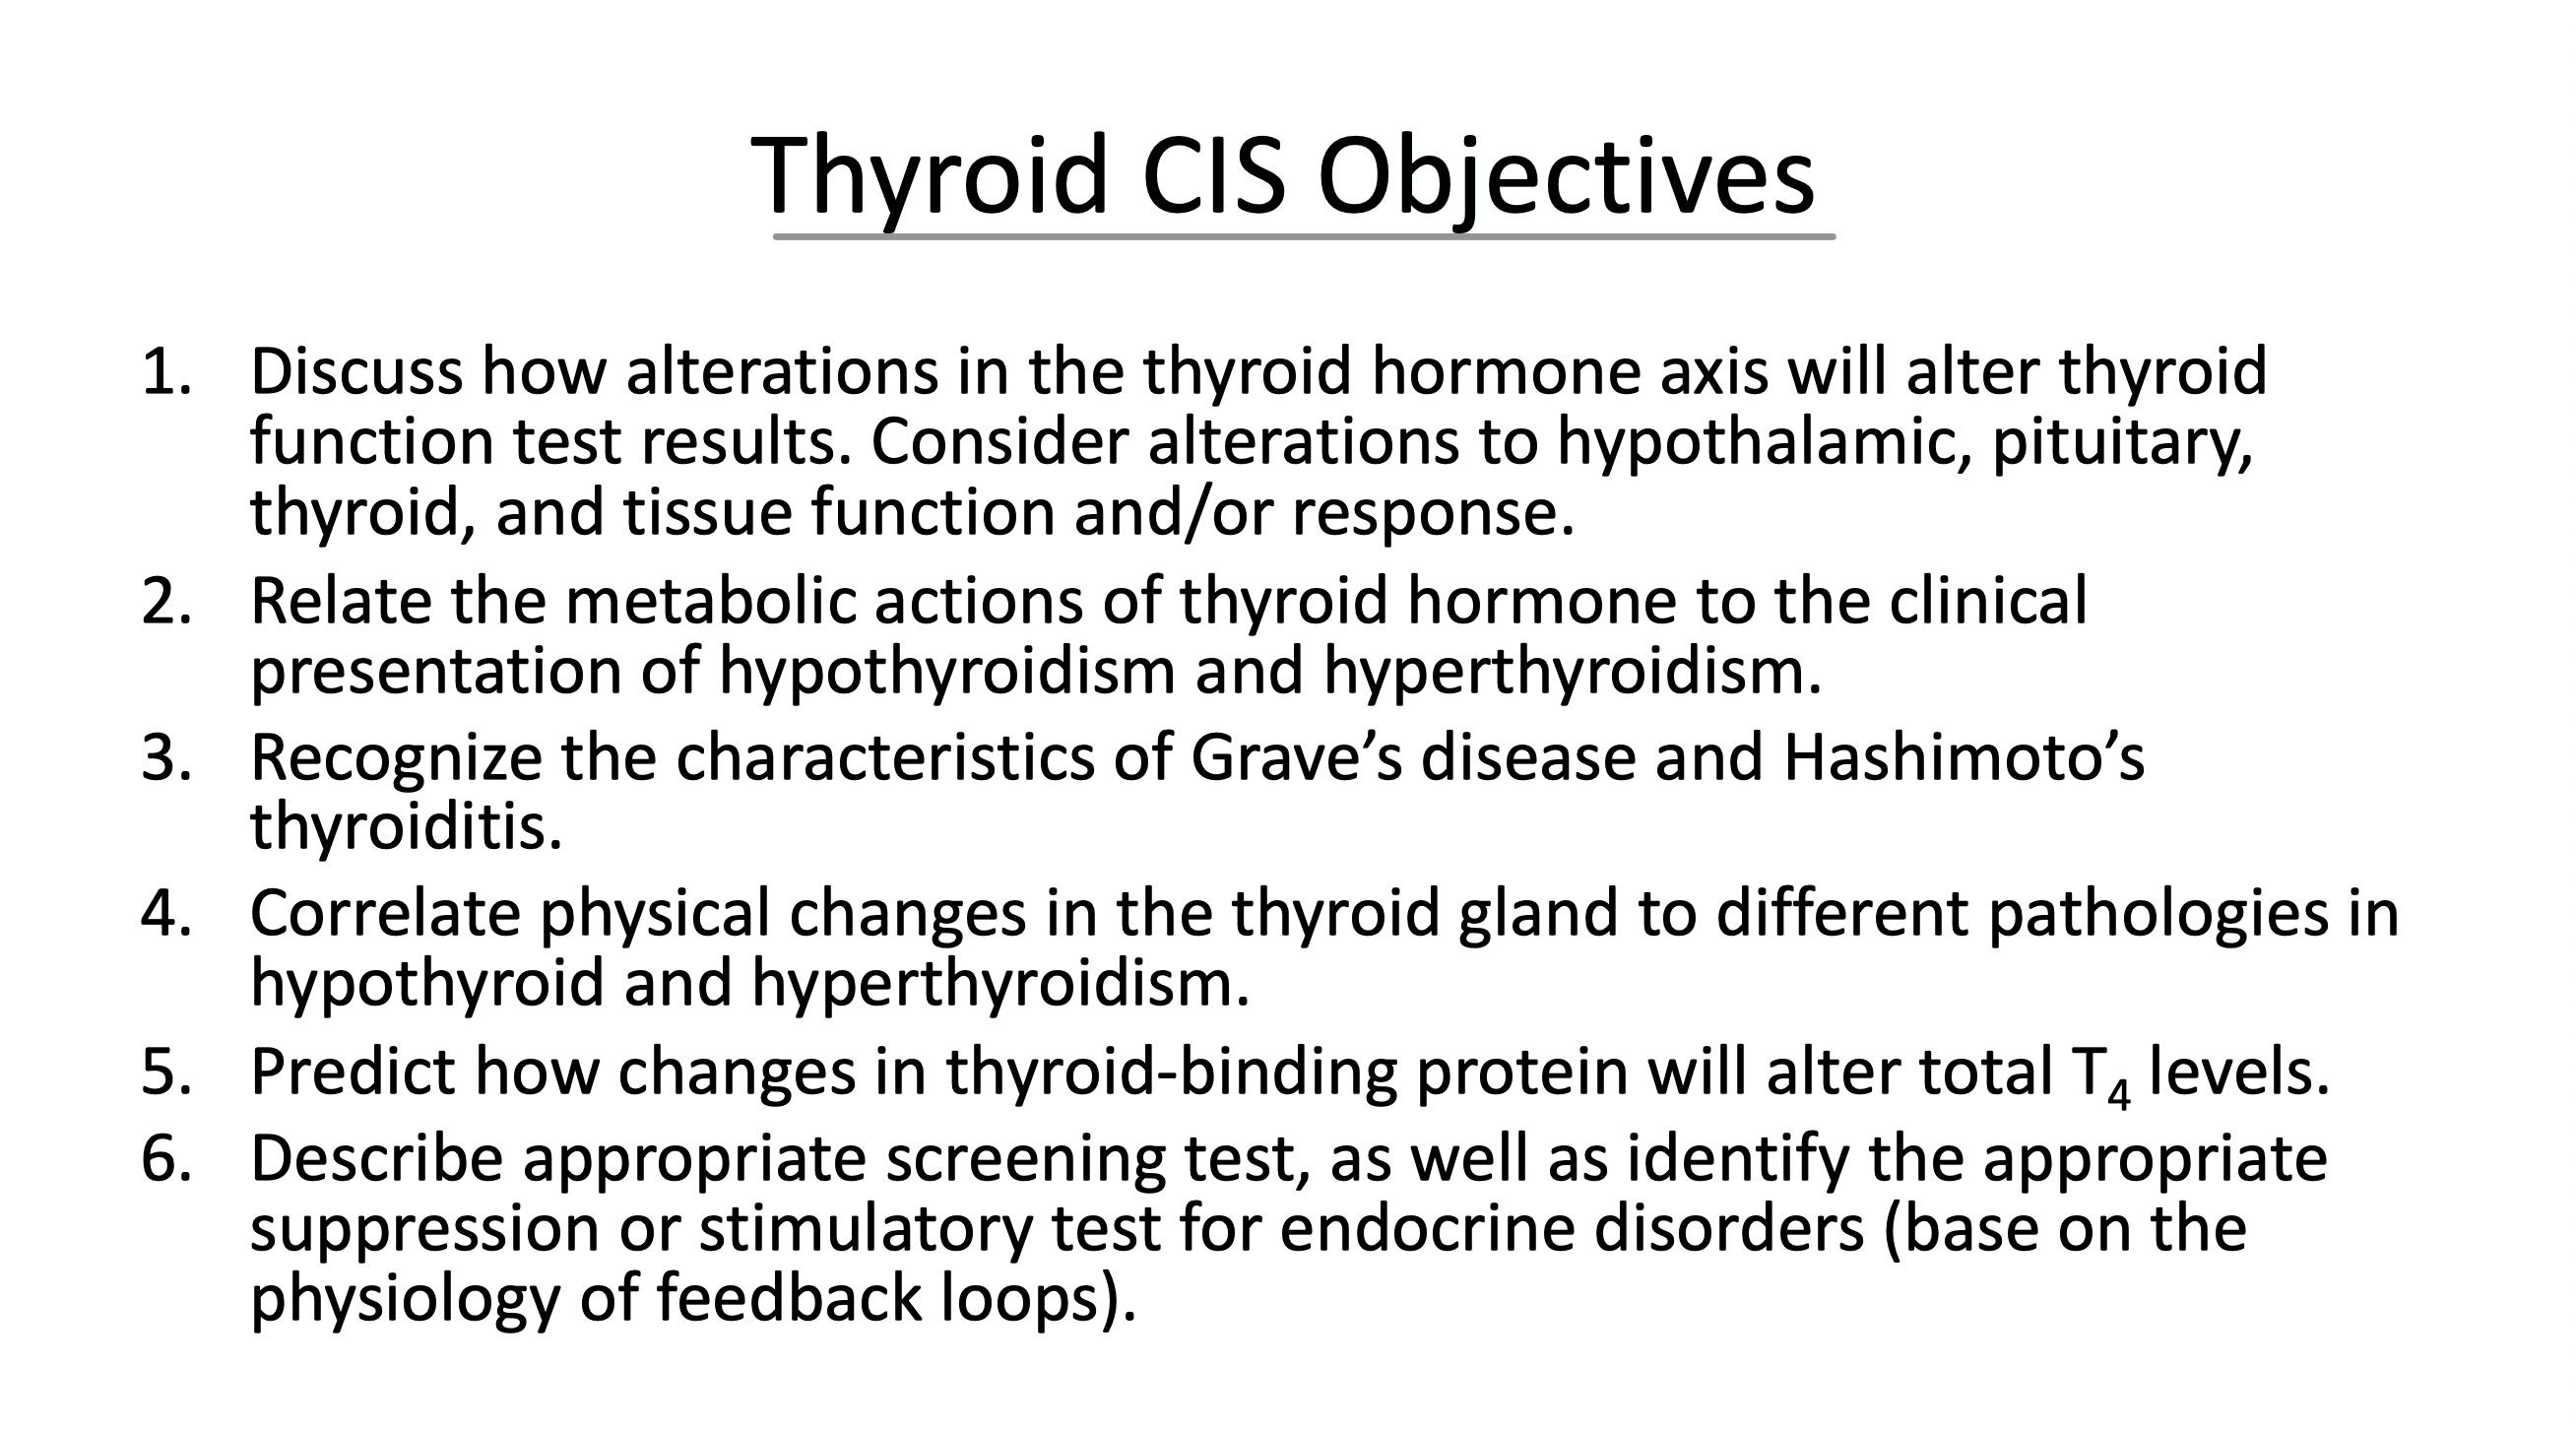 Thyroid CIS Objectives
1. Discuss how alterations in the thyroid hormone axis will alter thyroid
function test results. Consider alterations to hypothalamic, pituitary,
thyroid, and tissue function and/or response.
2. Relate the metabolic actions of thyroid hormone to the clinical
presentation of hypothyroidism and hyperthyroidism.
3. Recognize the characteristics of Grave’s disease and Hashimoto’s
thyroiditis.
4. Correlate physical changes in the thyroid gland to different pathologies in
hypothyroid and hyperthyroidism.
5. Predict how changes in thyroid-binding protein will alter total T₄ levels.
6. Describe appropriate screening test, as well as identify the appropriate
suppression or stimulatory test for endocrine disorders (base on the
physiology of feedback loops).